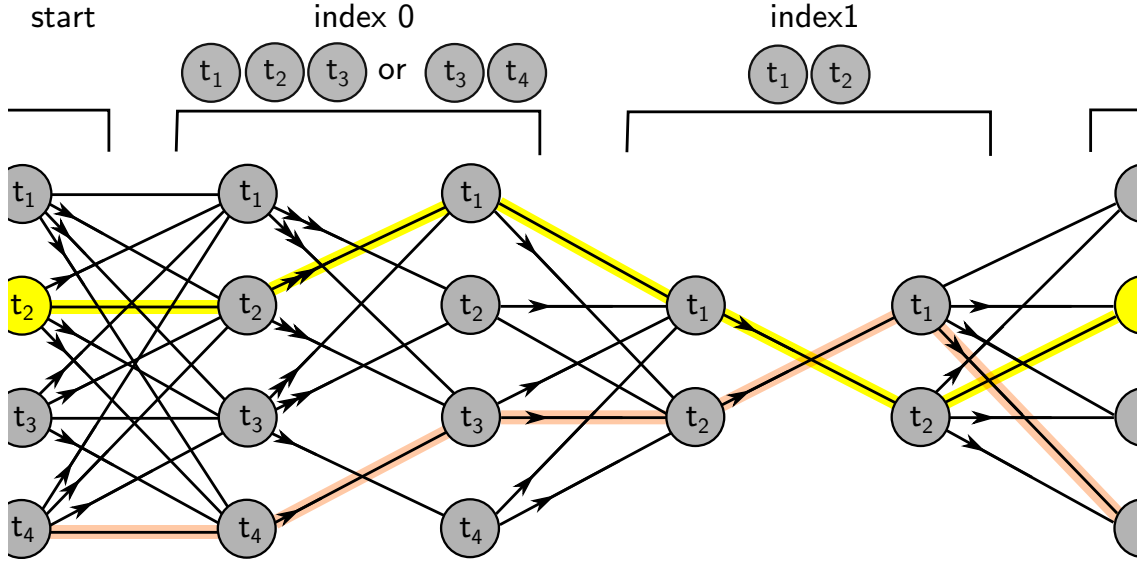 start index 0 index1
t₁ t₂ t₃ or t₃ t₄ t₁ t₂
t₁ t₁ t₁
t₂ t₂ t₂ t₁ t₁
t₃ t₃ t₃ t₂ t₂
t₄ t₄ t₄